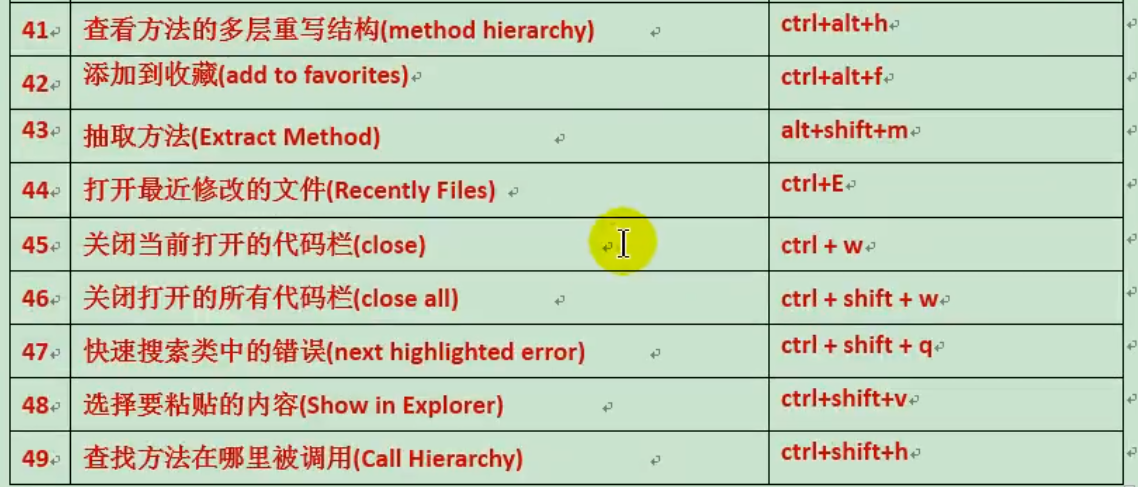 41 查看方法的多层重写结构(method hierarchy) ctrl+alt+h
42 添加到收藏(add to favorites) ctrl+alt+f
43 抽取方法(Extract Method) alt+shift+m
44 打开最近修改的文件(Recently Files) ctrl+E
45 关闭当前打开的代码栏(close) ctrl + w
46 关闭打开的所有代码栏(close all) ctrl + shift + w
47 快速搜索类中的错误(next highlighted error) ctrl + shift + q
48 选择要粘贴的内容(Show in Explorer) ctrl+shift+v
49 查找方法在哪里被调用(Call Hierarchy) ctrl+shift+h